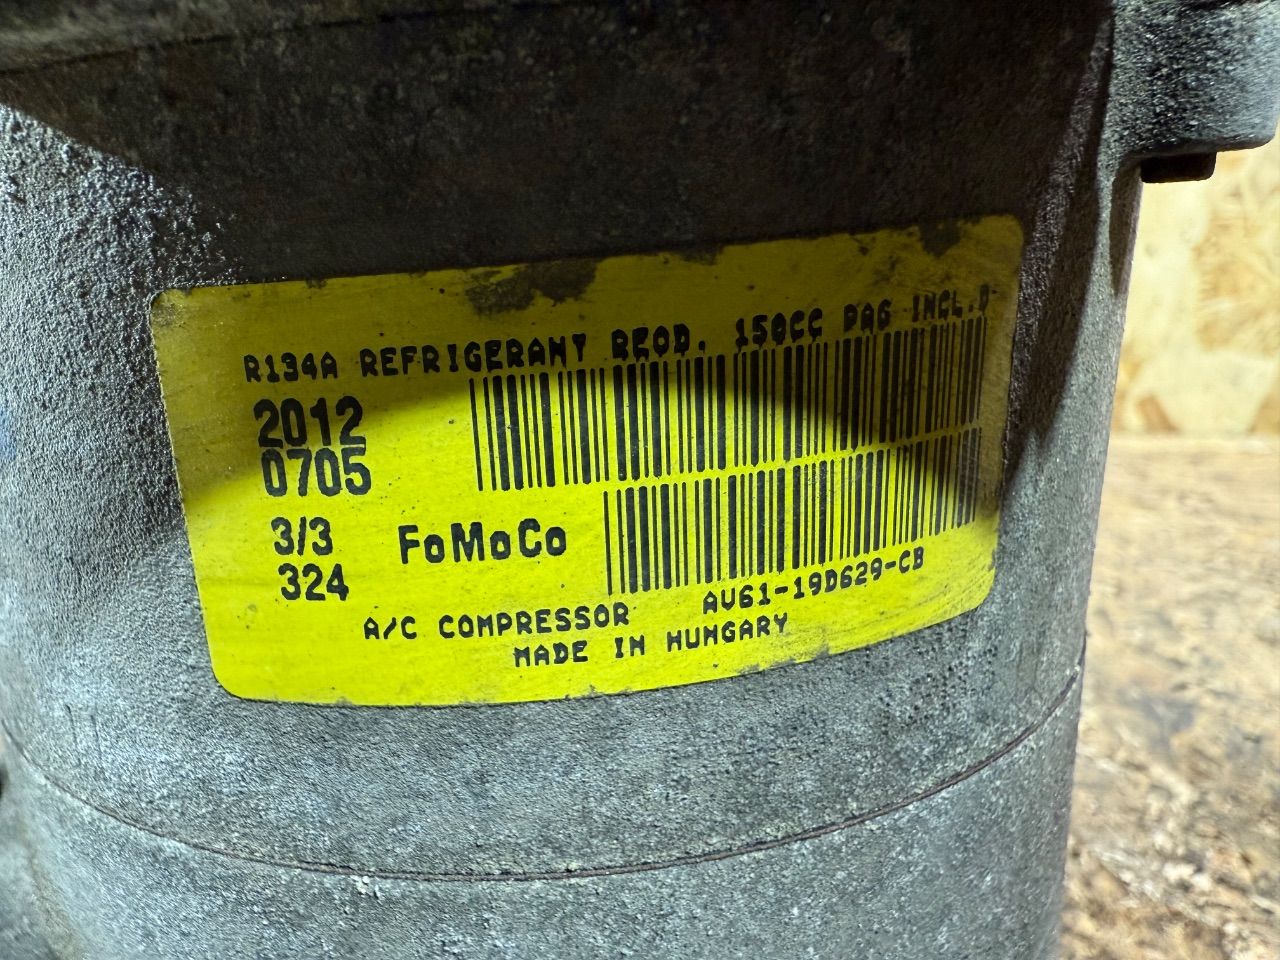 R134A REFRIGERANT REQD. 150CC PAG INCL.D
2012
0705
3/3
324
FoMoCo
A/C COMPRESSOR AV61-19D629-CB
MADE IN HUNGARY